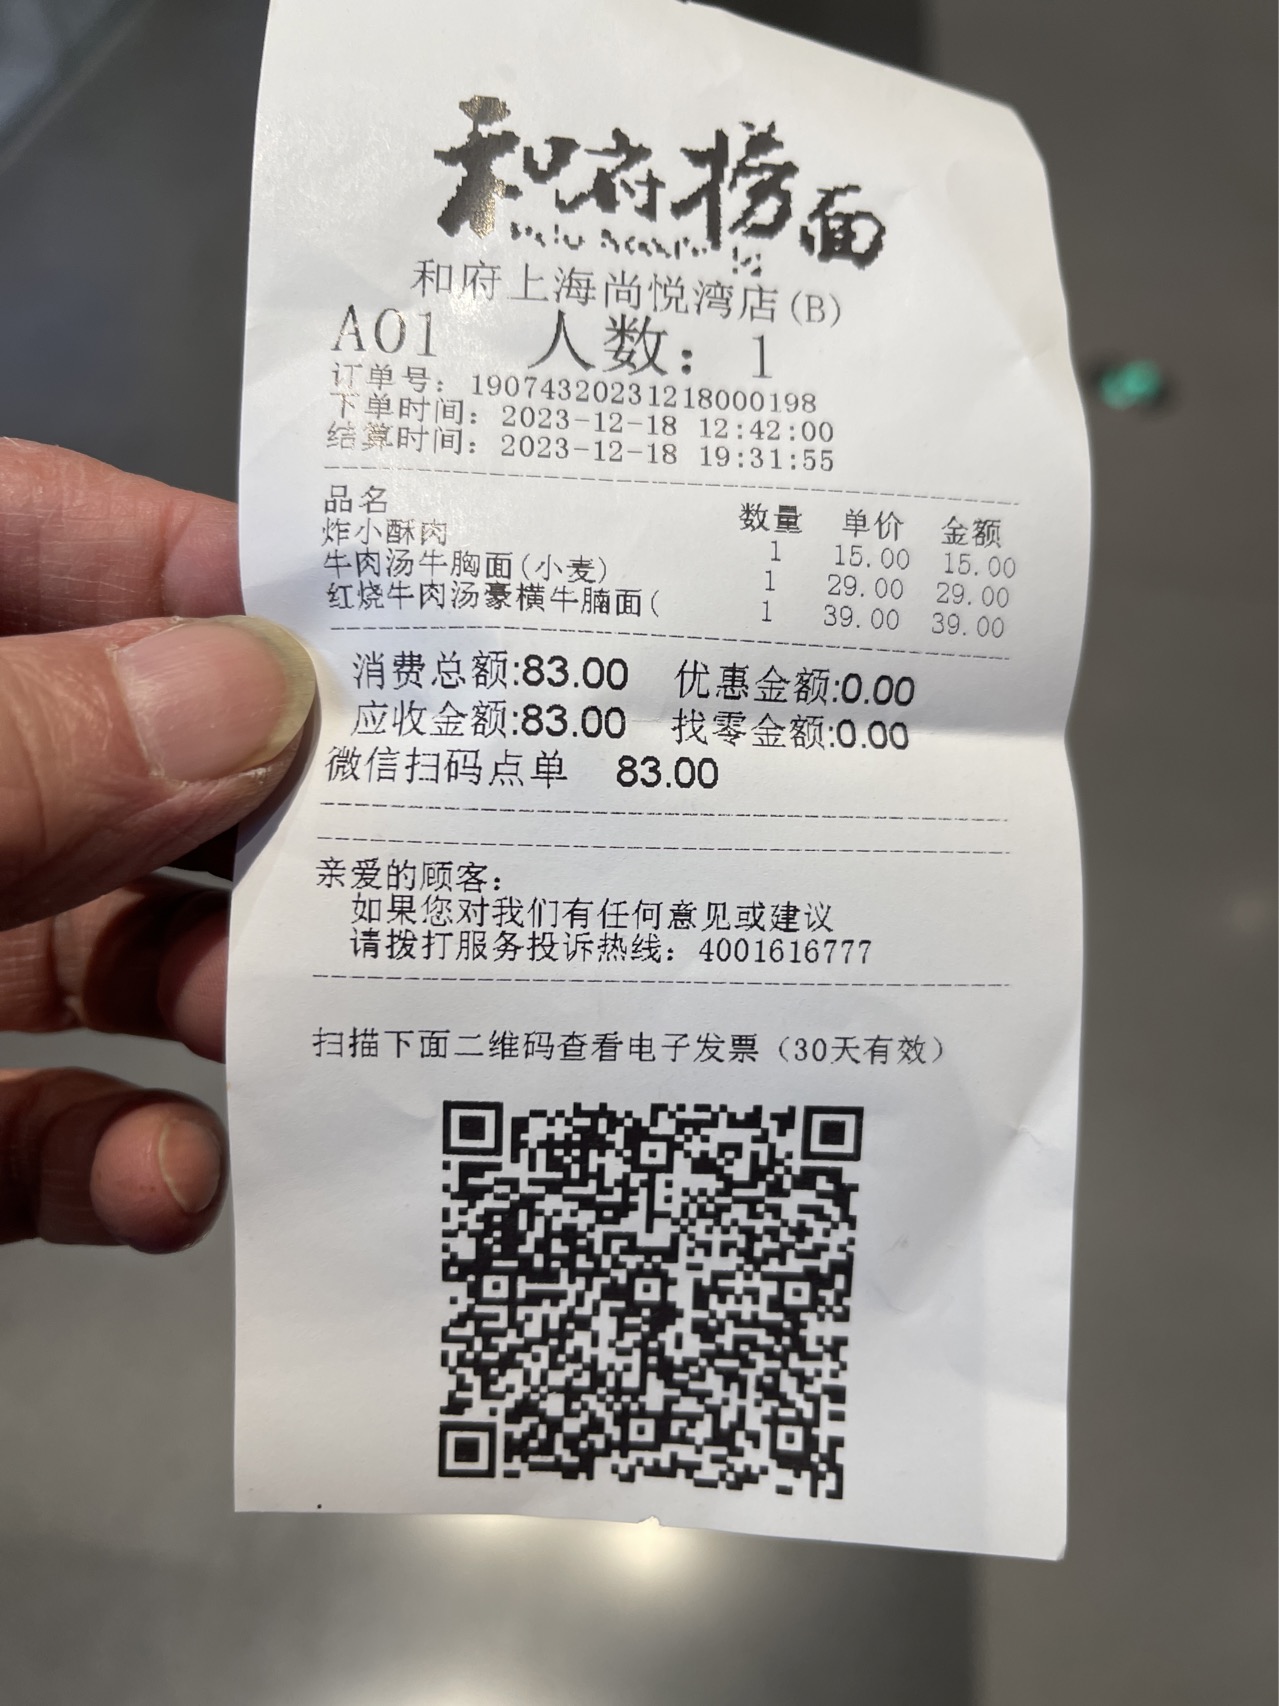 和府捞面
和府上海尚悦湾店(B)
A01 人数：1
订单号：19074320231218000198
下单时间：2023-12-18 12:42:00
结算时间：2023-12-18 19:31:55
品名 数量 单价 金额
炸小酥肉 1 15.00 15.00
牛肉汤牛胸面(小麦) 1 29.00 29.00
红烧牛肉汤豪横牛腩面( 1 39.00 39.00
消费总额:83.00 优惠金额:0.00
应收金额:83.00 找零金额:0.00
微信扫码点单 83.00
亲爱的顾客：
如果您对我们有任何意见或建议
请拨打服务投诉热线：4001616777
扫描下面二维码查看电子发票（30天有效）